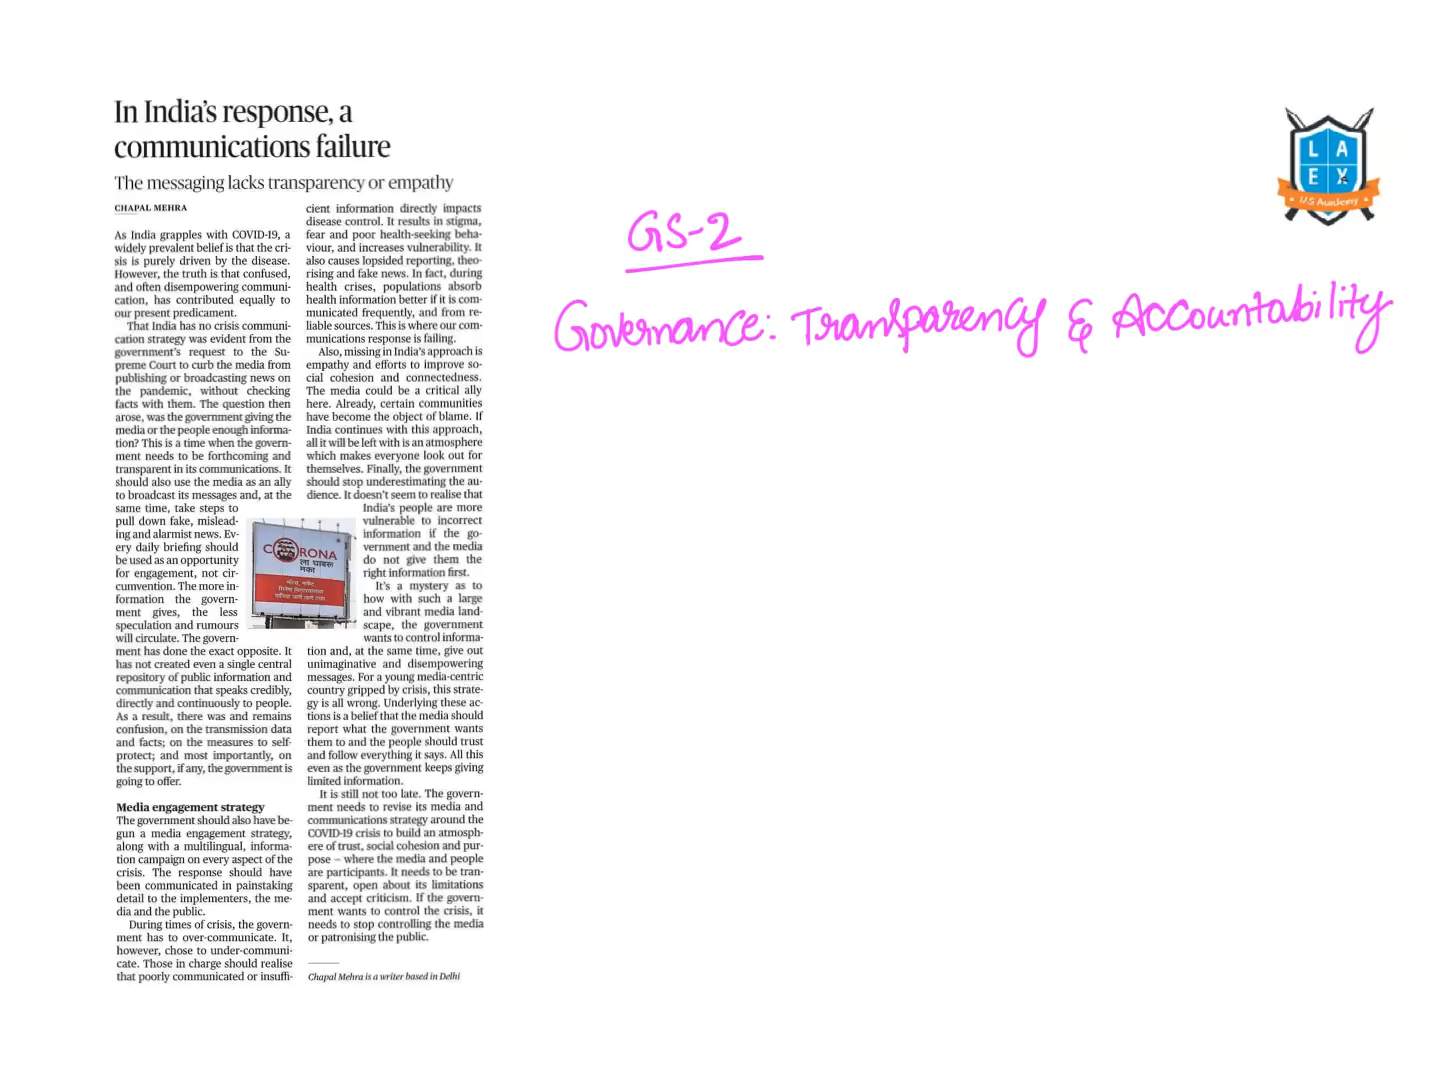 In India's response, a
communications failure
The messaging lacks transparency or empathy
CHAPAL MEHRA
As India grapples with COVID-19, a
widely prevalent belief is that the cri-
sis is purely driven by the disease.
However, the truth is that confused,
and often disempowering communi-
cation, has contributed equally to
our present predicament.
That India has no crisis communi-
cation strategy was evident from the
government's request to the Su-
preme Court to curb the media from
publishing or broadcasting news on
the pandemic, without checking
facts with them. The question then
arose, was the government giving the
media or the people enough informa-
tion? This is a time when the govern-
ment needs to be forthcoming and
transparent in its communications. It
should also use the media as an ally
to broadcast its messages and, at the
same time, take steps to
pull down fake, mislead-
ing and alarmist news. Ev-
ery daily briefing should
be used as an opportunity
for engagement, not cir-
cumvention. The more in-
formation the govern-
ment gives, the less
speculation and rumours
will circulate. The govern-
ment has done the exact opposite. It
has not created even a single central
repository of public information and
communication that speaks credibly,
directly and continuously to people.
As a result, there was and remains
confusion, on the transmission data
and facts; on the measures to self-
protect; and most importantly, on
the support, if any, the government is
going to offer.
Media engagement strategy
The government should also have be-
gun a media engagement strategy,
along with a multilingual, informa-
tion campaign on every aspect of the
crisis. The response should have
been communicated in painstaking
detail to the implementers, the me-
dia and the public.
During times of crisis, the govern-
ment has to over-communicate. It,
however, chose to under-communi-
cate. Those in charge should realise
that poorly communicated or insuffi-
cient information directly impacts
disease control. It results in stigma,
fear and poor health-seeking beha-
viour, and increases vulnerability. It
also causes lopsided reporting, theo-
rising and fake news. In fact, during
health crises, populations absorb
health information better if it is com-
municated frequently, and from re-
liable sources. This is where our com-
munications response is failing.
Also, missing in India's approach is
empathy and efforts to improve so-
cial cohesion and connectedness.
The media could be a critical ally
here. Already, certain communities
have become the object of blame. If
India continues with this approach,
all it will be left with is an atmosphere
which makes everyone look out for
themselves. Finally, the government
should stop underestimating the au-
dience. It doesn't seem to realise that
India's people are more
vulnerable to incorrect
information if the go-
vernment and the media
do not give them the
right information first.
It's a mystery as to
how with such a large
and vibrant media land-
scape, the government
wants to control informa-
tion and, at the same time, give out
unimaginative and disempowering
messages. For a young media-centric
country gripped by crisis, this strate-
gy is all wrong. Underlying these ac-
tions is a belief that the media should
report what the government wants
them to and the people should trust
and follow everything it says. All this
even as the government keeps giving
limited information.
It is still not too late. The govern-
ment needs to revise its media and
communications strategy around the
COVID-19 crisis to build an atmosph-
ere of trust, social cohesion and pur-
pose – where the media and people
are participants. It needs to be tran-
sparent, open about its limitations
and accept criticism. If the govern-
ment wants to control the crisis, it
needs to stop controlling the media
or patronising the public.
Chapal Mehra is a writer based in Delhi
CORONA
ला घाबरू
नका
GS-2
Governance: Transparency & Accountability
L A
E X
IAS Academy